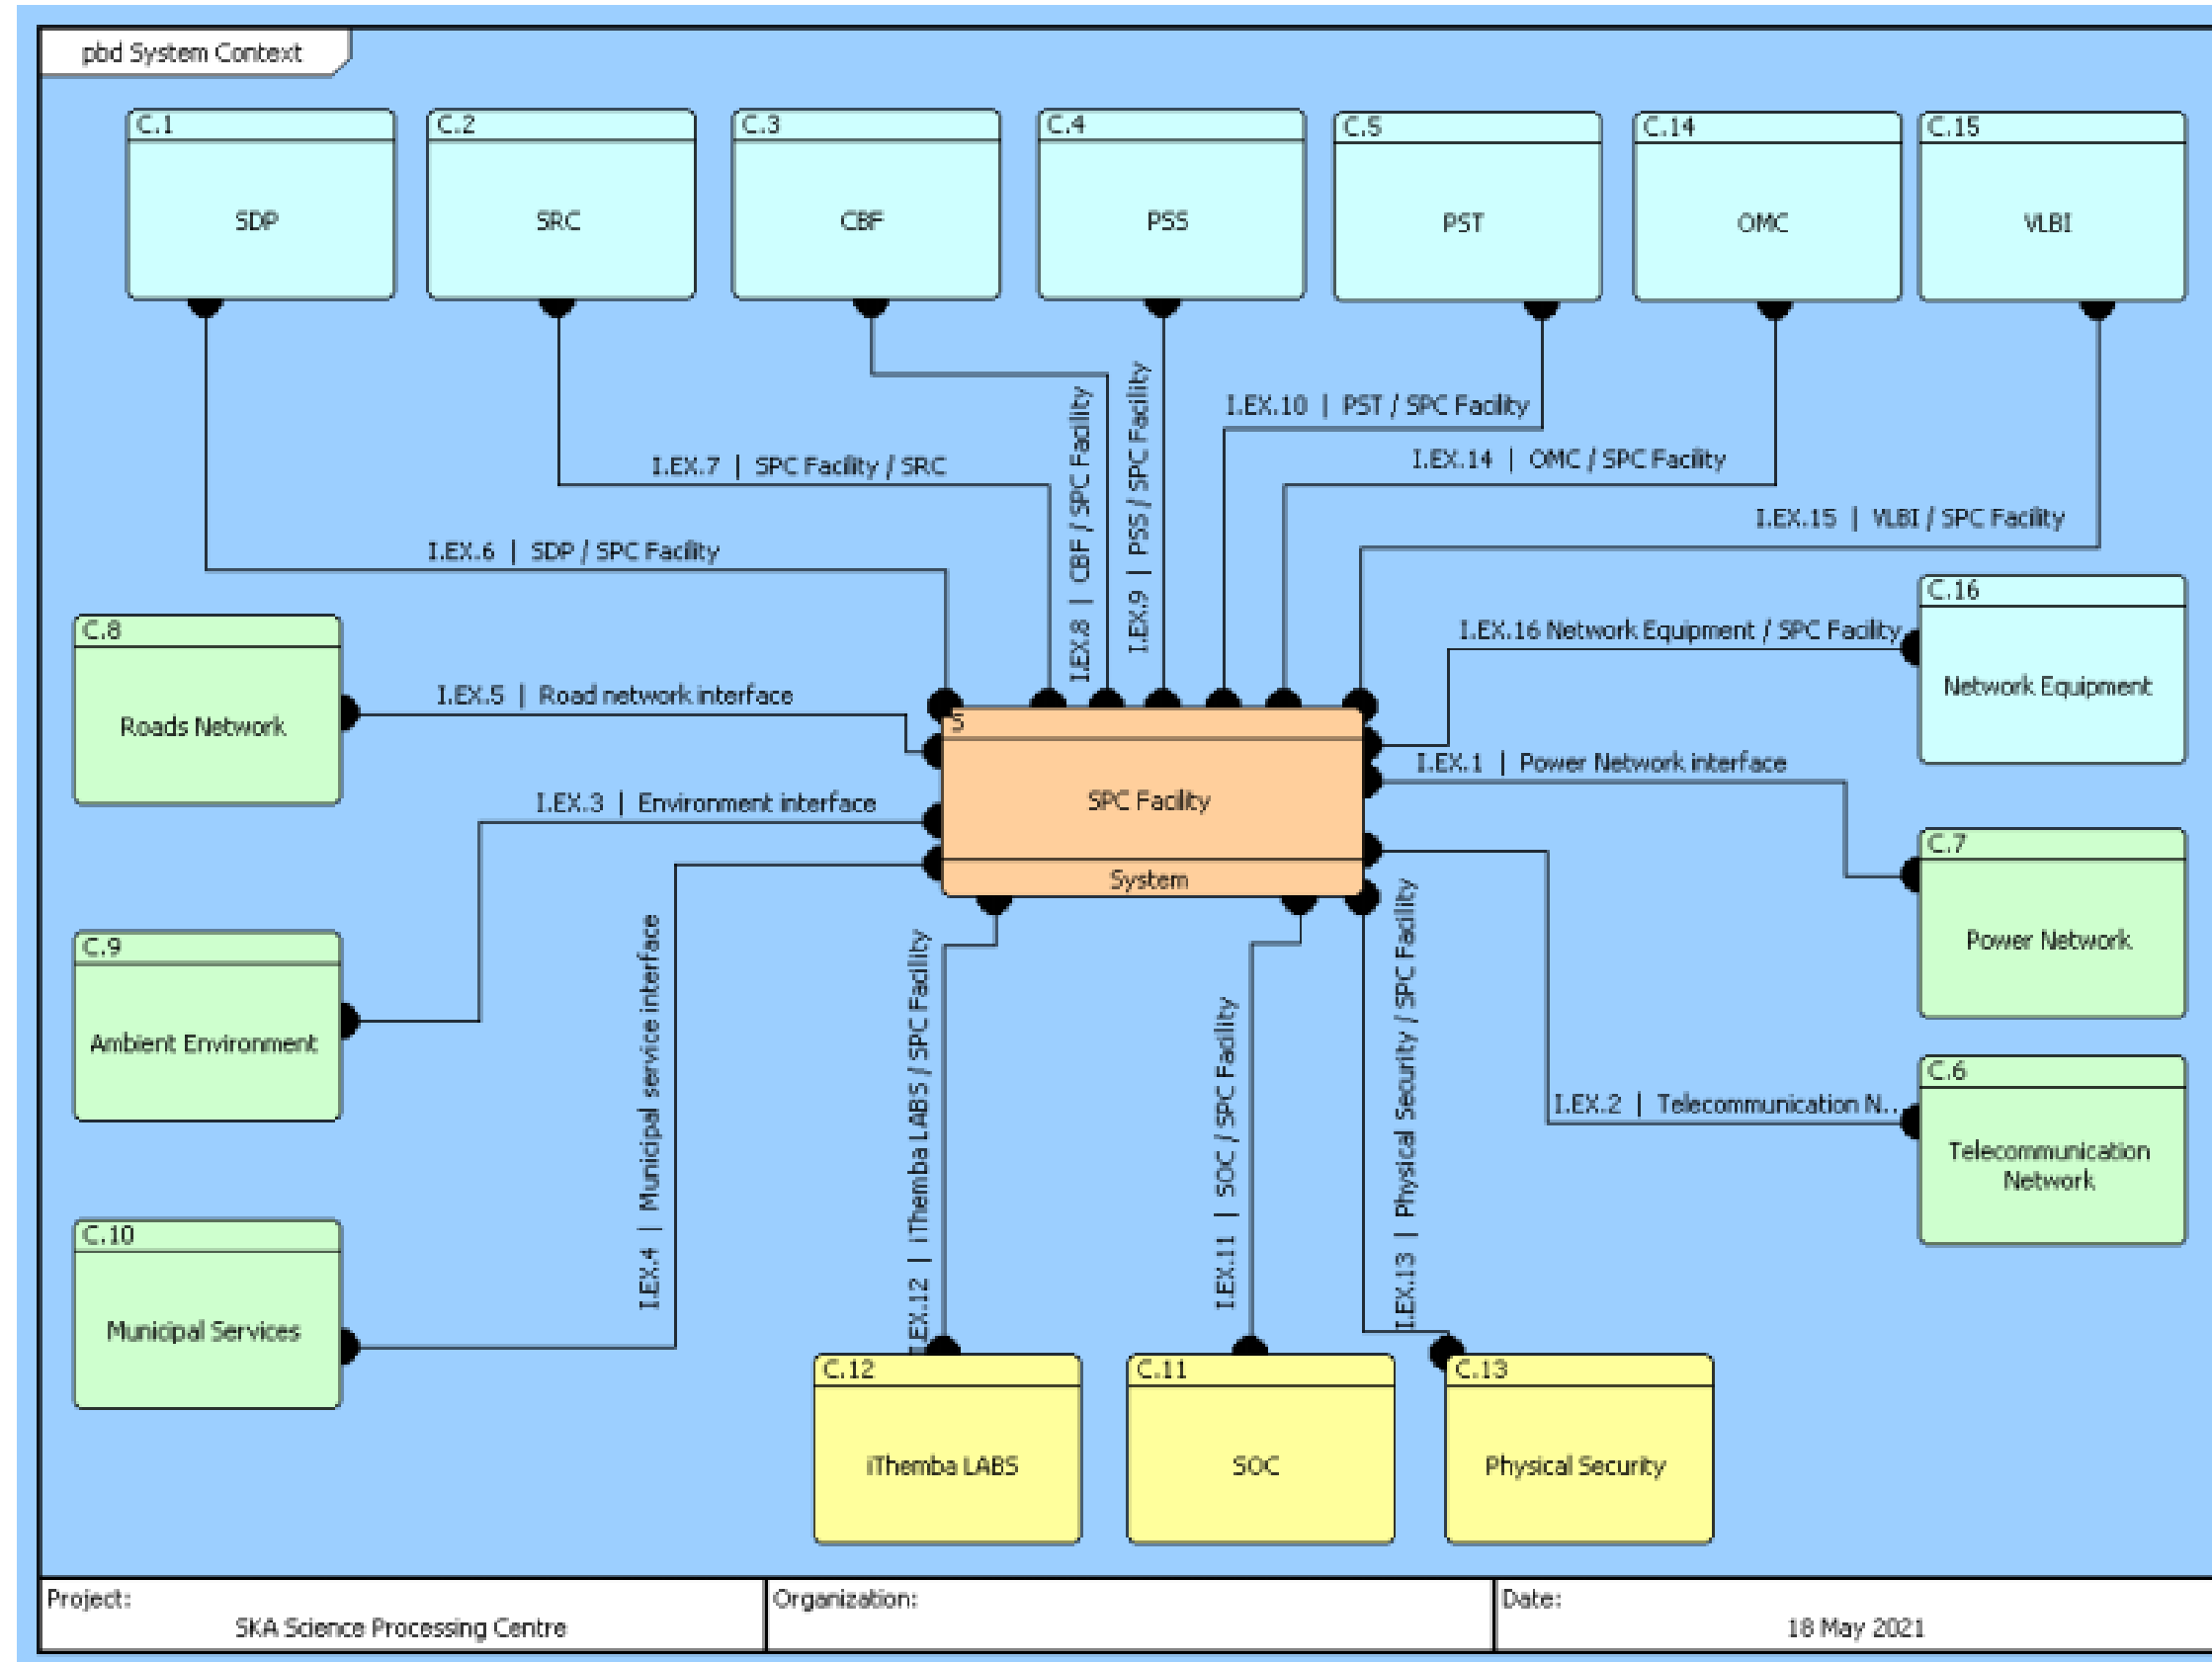 pbd System Context
C.1
SDP
C.2
SRC
C.3
CBF
C.4
PSS
C.5
PST
C.14
OMC
C.15
VLBI
I.EX.10 | PST / SPC Facility
I.EX.7 | SPC Facility / SRC
I.EX.8 | CBF / SPC Facility
I.EX.9 | PSS / SPC Facility
I.EX.14 | OMC / SPC Facility
I.EX.15 | VLBI / SPC Facility
I.EX.6 | SDP / SPC Facility
C.8
Roads Network
I.EX.5 | Road network interface
I.EX.16 Network Equipment / SPC Facility
C.16
Network Equipment
S
SPC Facility
System
I.EX.1 | Power Network interface
I.EX.3 | Environment interface
C.7
Power Network
C.9
Ambient Environment
I.EX.4 | Municipal service interface
I.EX.12 | iThemba LABS / SPC Facility
I.EX.11 | SOC / SPC Facility
I.EX.13 | Physical Security / SPC Facility
I.EX.2 | Telecommunication N..
C.6
Telecommunication
Network
C.10
Municipal Services
C.12
iThemba LABS
C.11
SOC
C.13
Physical Security
Project:
SKA Science Processing Centre
Organization:
Date:
18 May 2021